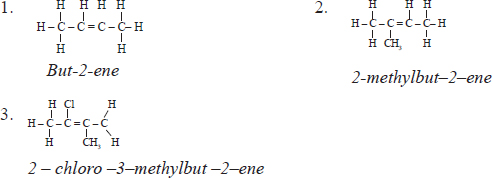 1.
H H H H
H-C-C=C-C-H
H H
But-2-ene
2.
H H H
H-C-C=C-C-H
H CH₃ H
2-methylbut–2–ene
3.
H Cl H
H-C-C=C-C
H CH₃ H
2 – chloro –3–methylbut –2–ene